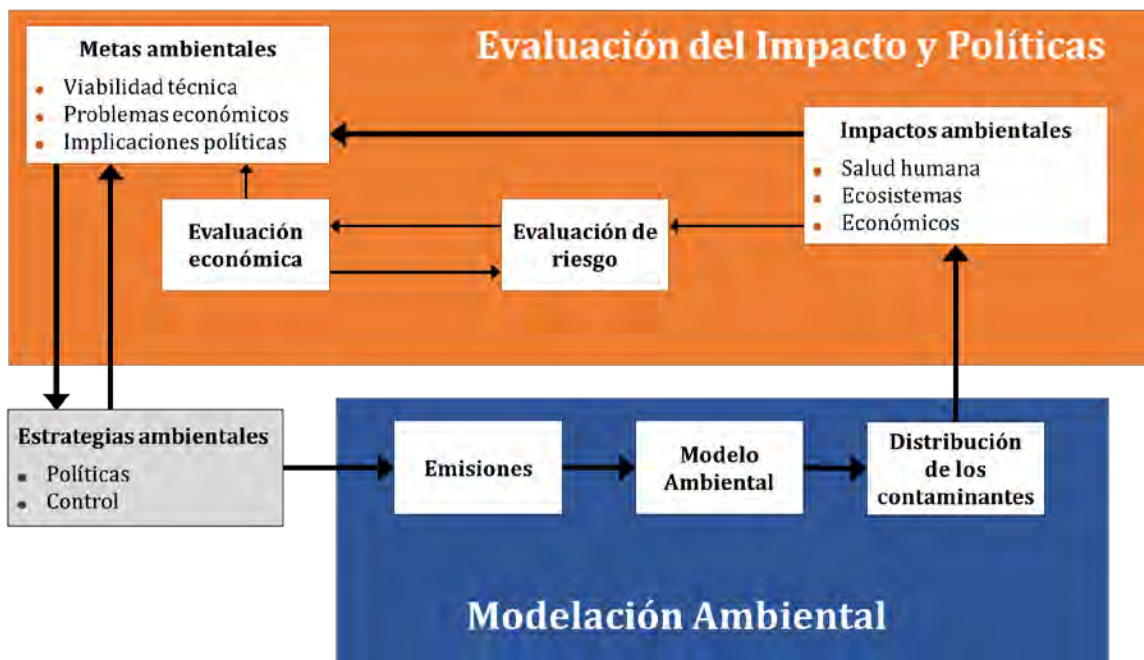 Evaluación del Impacto y Políticas
Metas ambientales
Viabilidad técnica
Problemas económicos
Implicaciones políticas
Impactos ambientales
Salud humana
Ecosistemas
Económicos
Evaluación
económica
Evaluación de
riesgo
Estrategias ambientales
Políticas
Control
Emisiones
Modelo
Ambiental
Distribución
de los
contaminantes
Modelación Ambiental